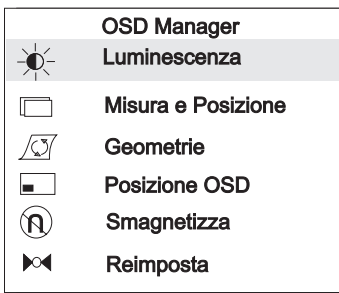 OSD Manager
Luminescenza
Misura e Posizione
Geometrie
Posizione OSD
Smagnetizza
Reimposta